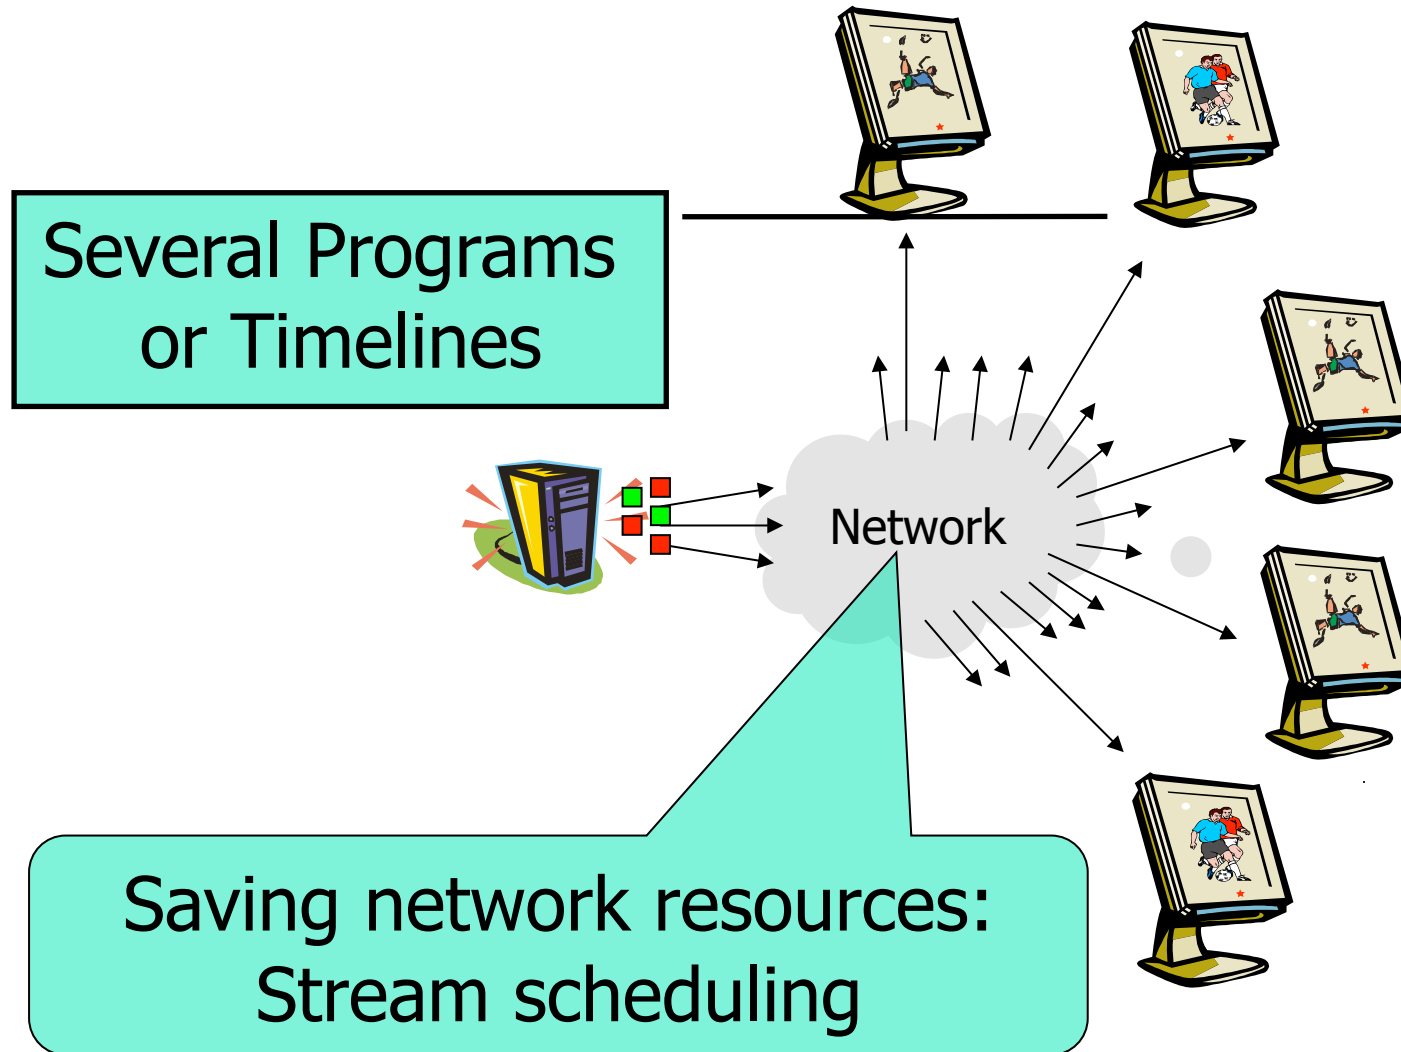 Several Programs
or Timelines
Network
Saving network resources:
Stream scheduling